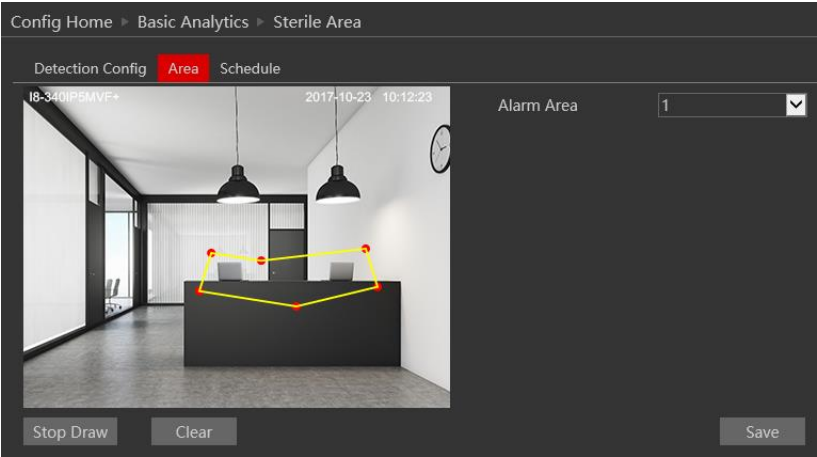 Config Home ▶ Basic Analytics ▶ Sterile Area
Detection Config Area Schedule
I8-340IP5MVF+ 2017-10-23 10:12:23
Alarm Area 1
Stop Draw Clear Save